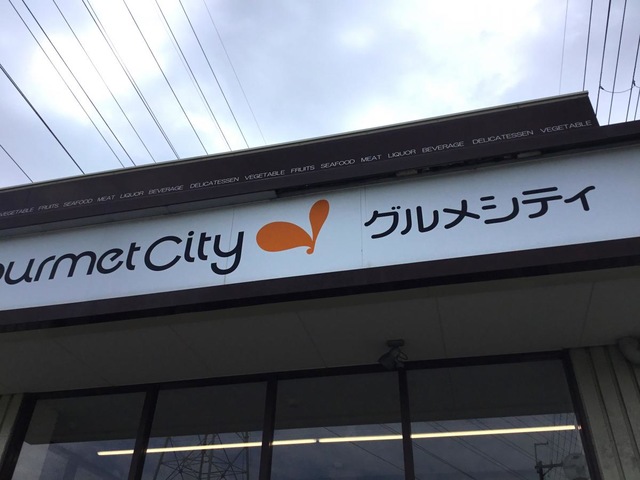 VEGETABLE FRUITS SEAFOOD MEAT LIQUOR BEVERAGE DELICATESSEN VEGETABLE FRUITS SEAFOOD MEAT LIQUOR BEVERAGE DELICATESSEN VEGETABLE
ourmet City グルメシティ